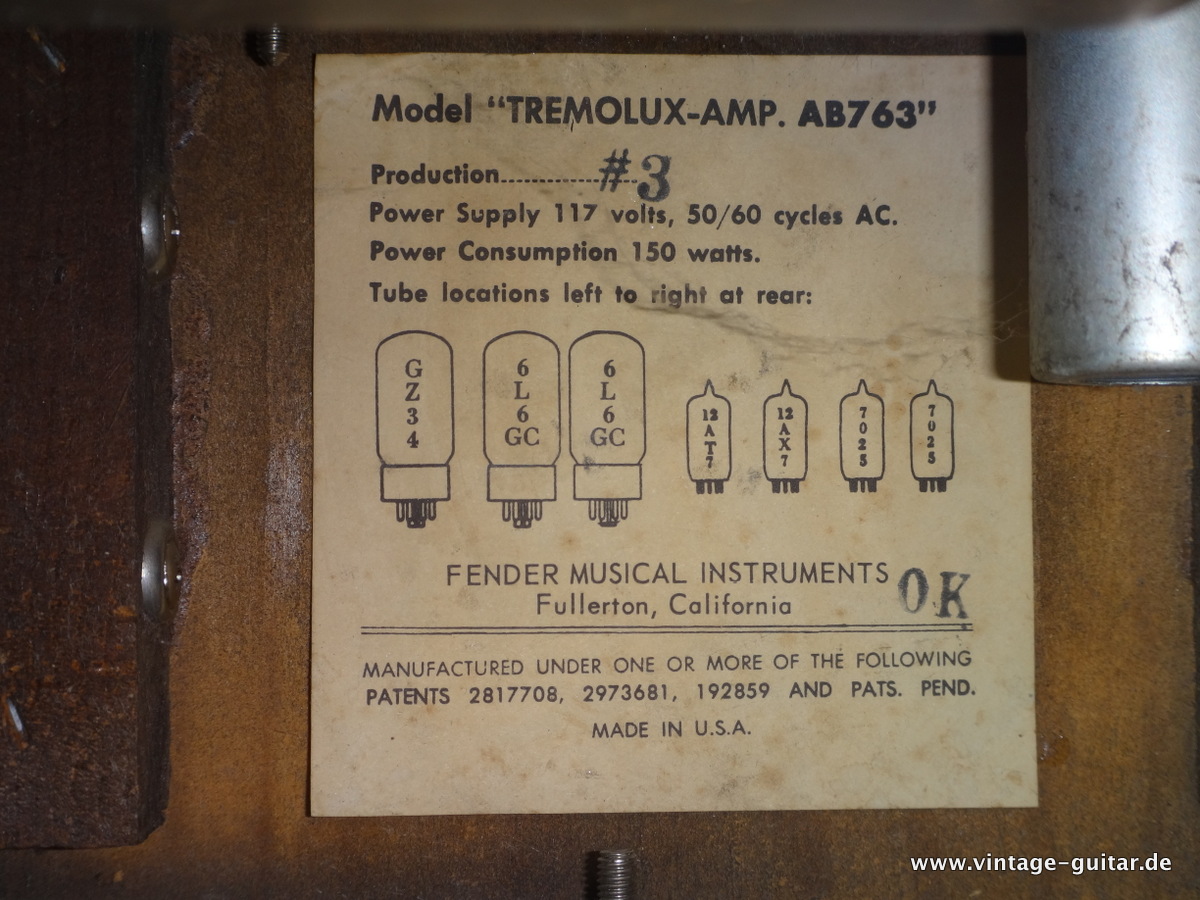 Model "TREMOLUX-AMP. AB763"
Production..............#3
Power Supply 117 volts, 50/60 cycles AC.
Power Consumption 150 watts.
Tube locations left to right at rear:
GZ34 6L6GC 6L6GC 12AT7 12AX7 7025 7025
FENDER MUSICAL INSTRUMENTS OK
Fullerton, California
MANUFACTURED UNDER ONE OR MORE OF THE FOLLOWING
PATENTS 2817708, 2973681, 192859 AND PATS. PEND.
MADE IN U.S.A.
www.vintage-guitar.de